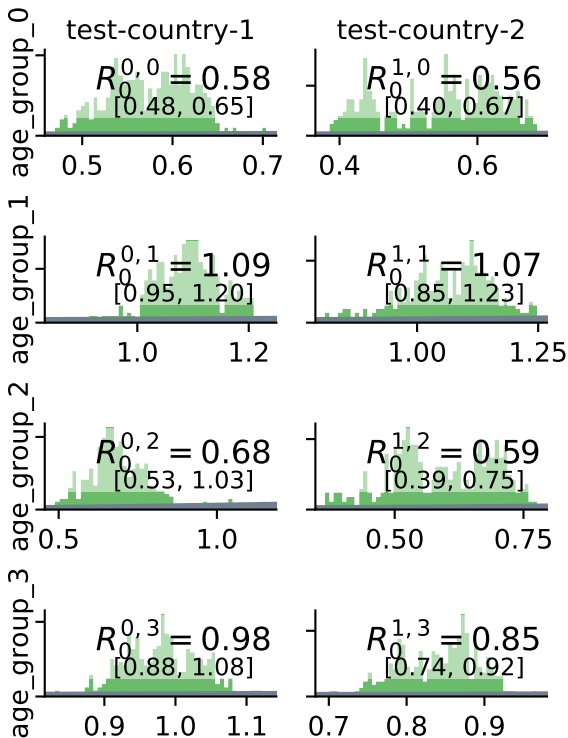 test-country-1 test-country-2
age_group_0
R_0^{0,0} = 0.58
[0.48, 0.65]
0.5 0.6 0.7
R_0^{1,0} = 0.56
[0.40, 0.67]
0.4 0.6
age_group_1
R_0^{0,1} = 1.09
[0.95, 1.20]
1.0 1.2
R_0^{1,1} = 1.07
[0.85, 1.23]
1.00 1.25
age_group_2
R_0^{0,2} = 0.68
[0.53, 1.03]
0.5 1.0
R_0^{1,2} = 0.59
[0.39, 0.75]
0.50 0.75
age_group_3
R_0^{0,3} = 0.98
[0.88, 1.08]
0.9 1.0 1.1
R_0^{1,3} = 0.85
[0.74, 0.92]
0.7 0.8 0.9